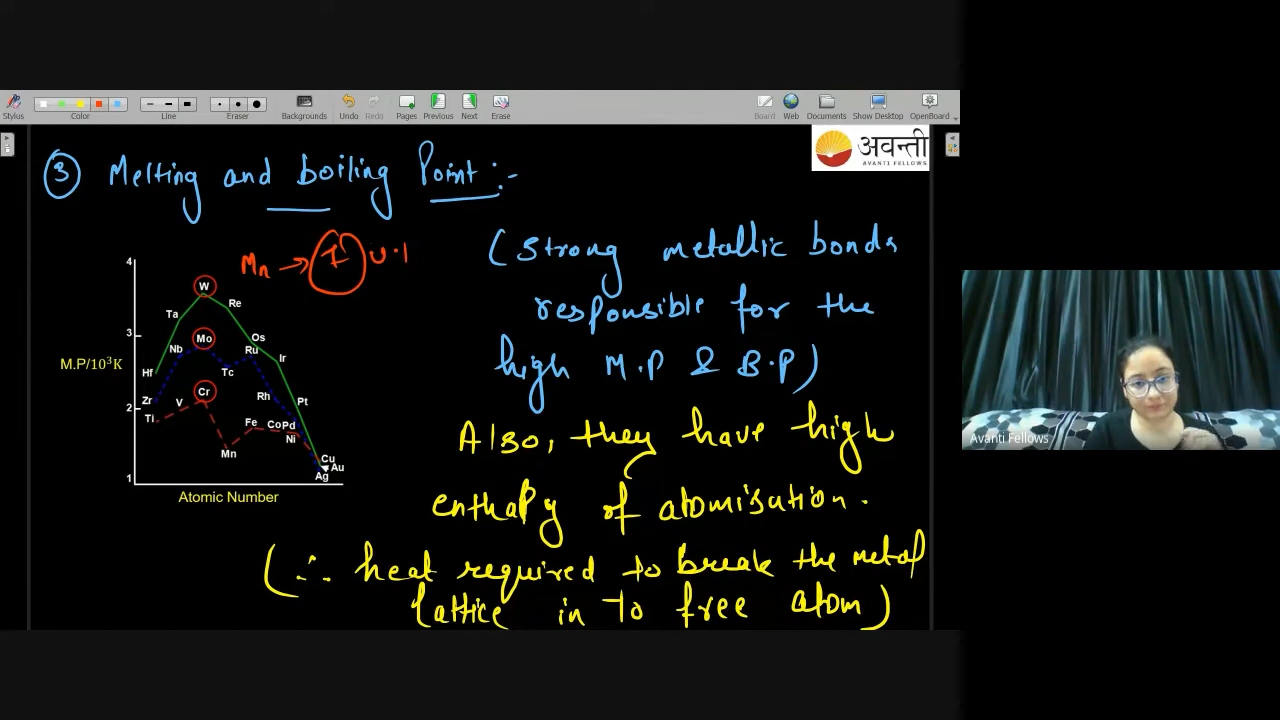 Stylus
Color
Line
Eraser
Backgrounds
Undo
Redo
Pages
Previous
Next
Erase
Board
Web
Documents
Show Desktop
OpenBoard
अवन्ती
AVANTI FELLOWS
③ Melting and boiling Point :-
Mn → U.I
(Strong metallic bonds
responsible for the
high M.P & B.P)
Also, they have high
enthalpy of atomisation.
(∴ heat required to break the metal
lattice in to free atom)
4
3
2
1
M.P/10³K
W
Re
Ta
Os
Mo
Nb
Ru
Ir
Hf
Tc
Cr
Rh
Zr
V
Pt
Ti
Fe
Co
Pd
Ni
Mn
Cu
Au
Ag
Atomic Number
Avanti Fellows